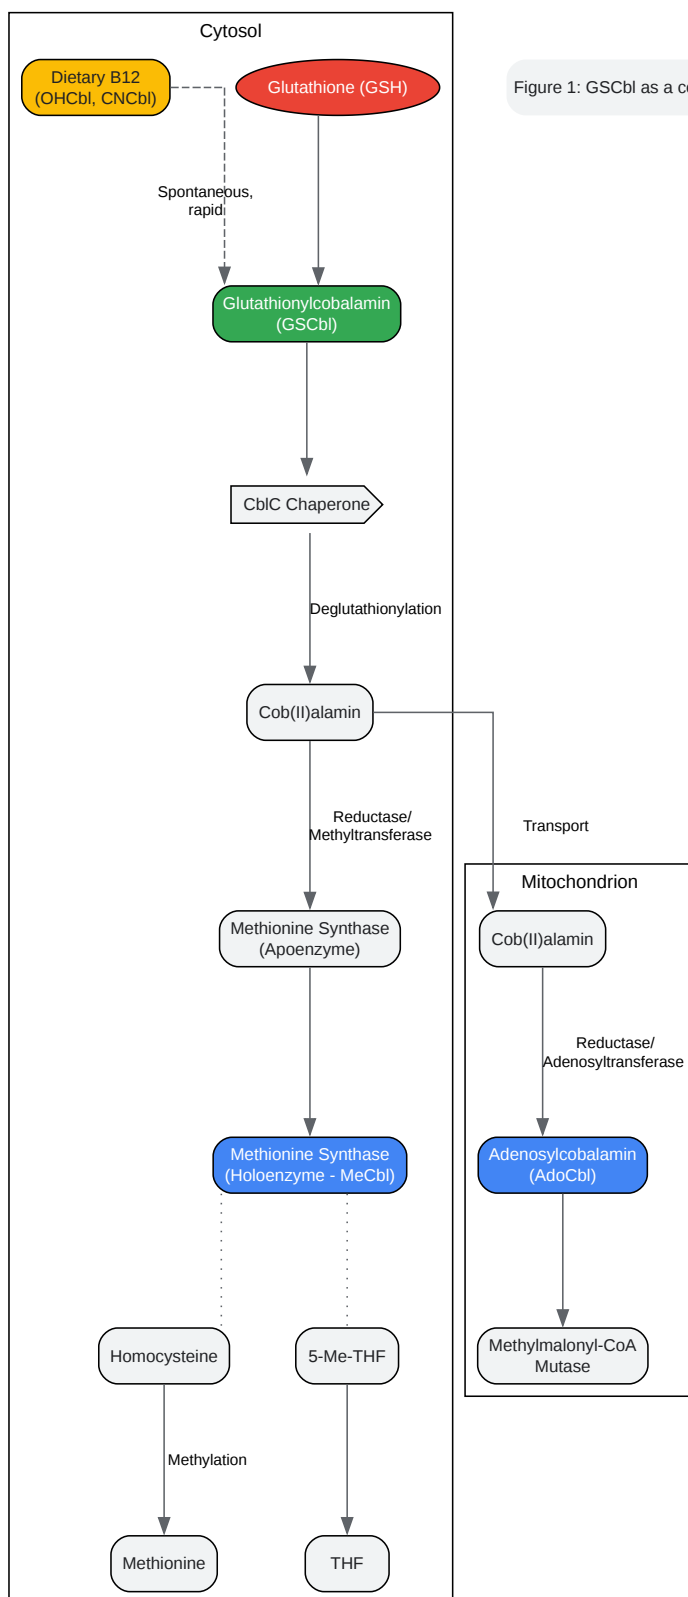 Cytosol
Dietary B12
(OHCbl, CNCbl)
Glutathione (GSH)
Figure 1: GSCbl as a
Spontaneous,
rapid
Glutathionylcobalamin
(GSCbl)
CblC Chaperone
Deglutathionylation
Cob(II)alamin
Reductase/
Methyltransferase
Transport
Mitochondrion
Methionine Synthase
(Apoenzyme)
Cob(II)alamin
Reductase/
Adenosyltransferase
Methionine Synthase
(Holoenzyme - MeCbl)
Adenosylcobalamin
(AdoCbl)
Homocysteine
5-Me-THF
Methylmalonyl-CoA
Mutase
Methylation
Methionine
THF